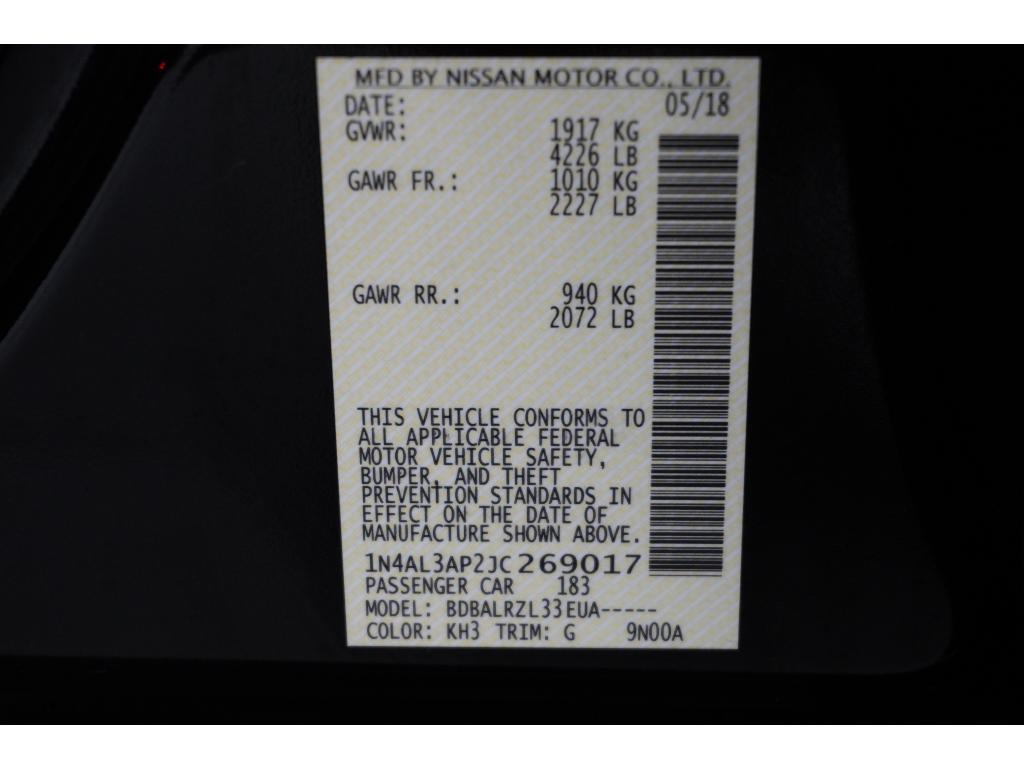 MFD BY NISSAN MOTOR CO., LTD.
DATE: 05/18
GVWR: 1917 KG
4226 LB
GAWR FR.: 1010 KG
2227 LB
GAWR RR.: 940 KG
2072 LB
THIS VEHICLE CONFORMS TO
ALL APPLICABLE FEDERAL
MOTOR VEHICLE SAFETY,
BUMPER, AND THEFT
PREVENTION STANDARDS IN
EFFECT ON THE DATE OF
MANUFACTURE SHOWN ABOVE.
1N4AL3AP2JC269017
PASSENGER CAR 183
MODEL: BDBALRZL33EUA-----
COLOR: KH3 TRIM: G 9N00A